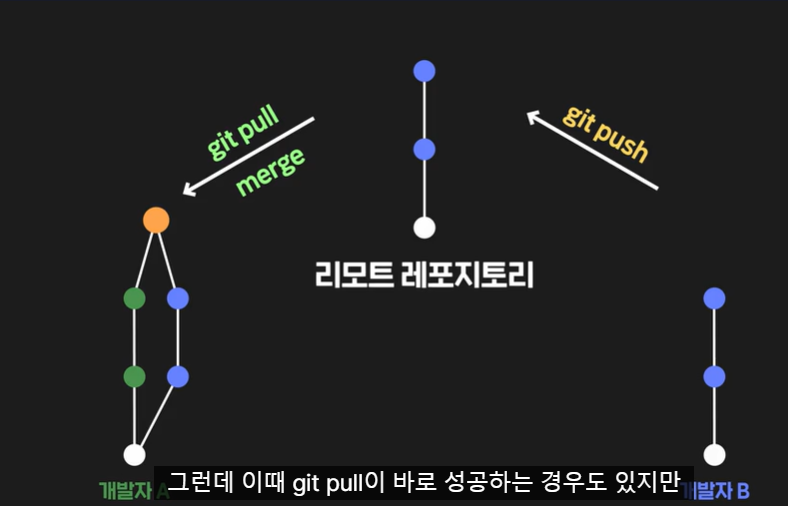 git pull
merge
git push
리모트 레포지토리
개발자 A
그런데 이때 git pull이 바로 성공하는 경우도 있지만
개발자 B